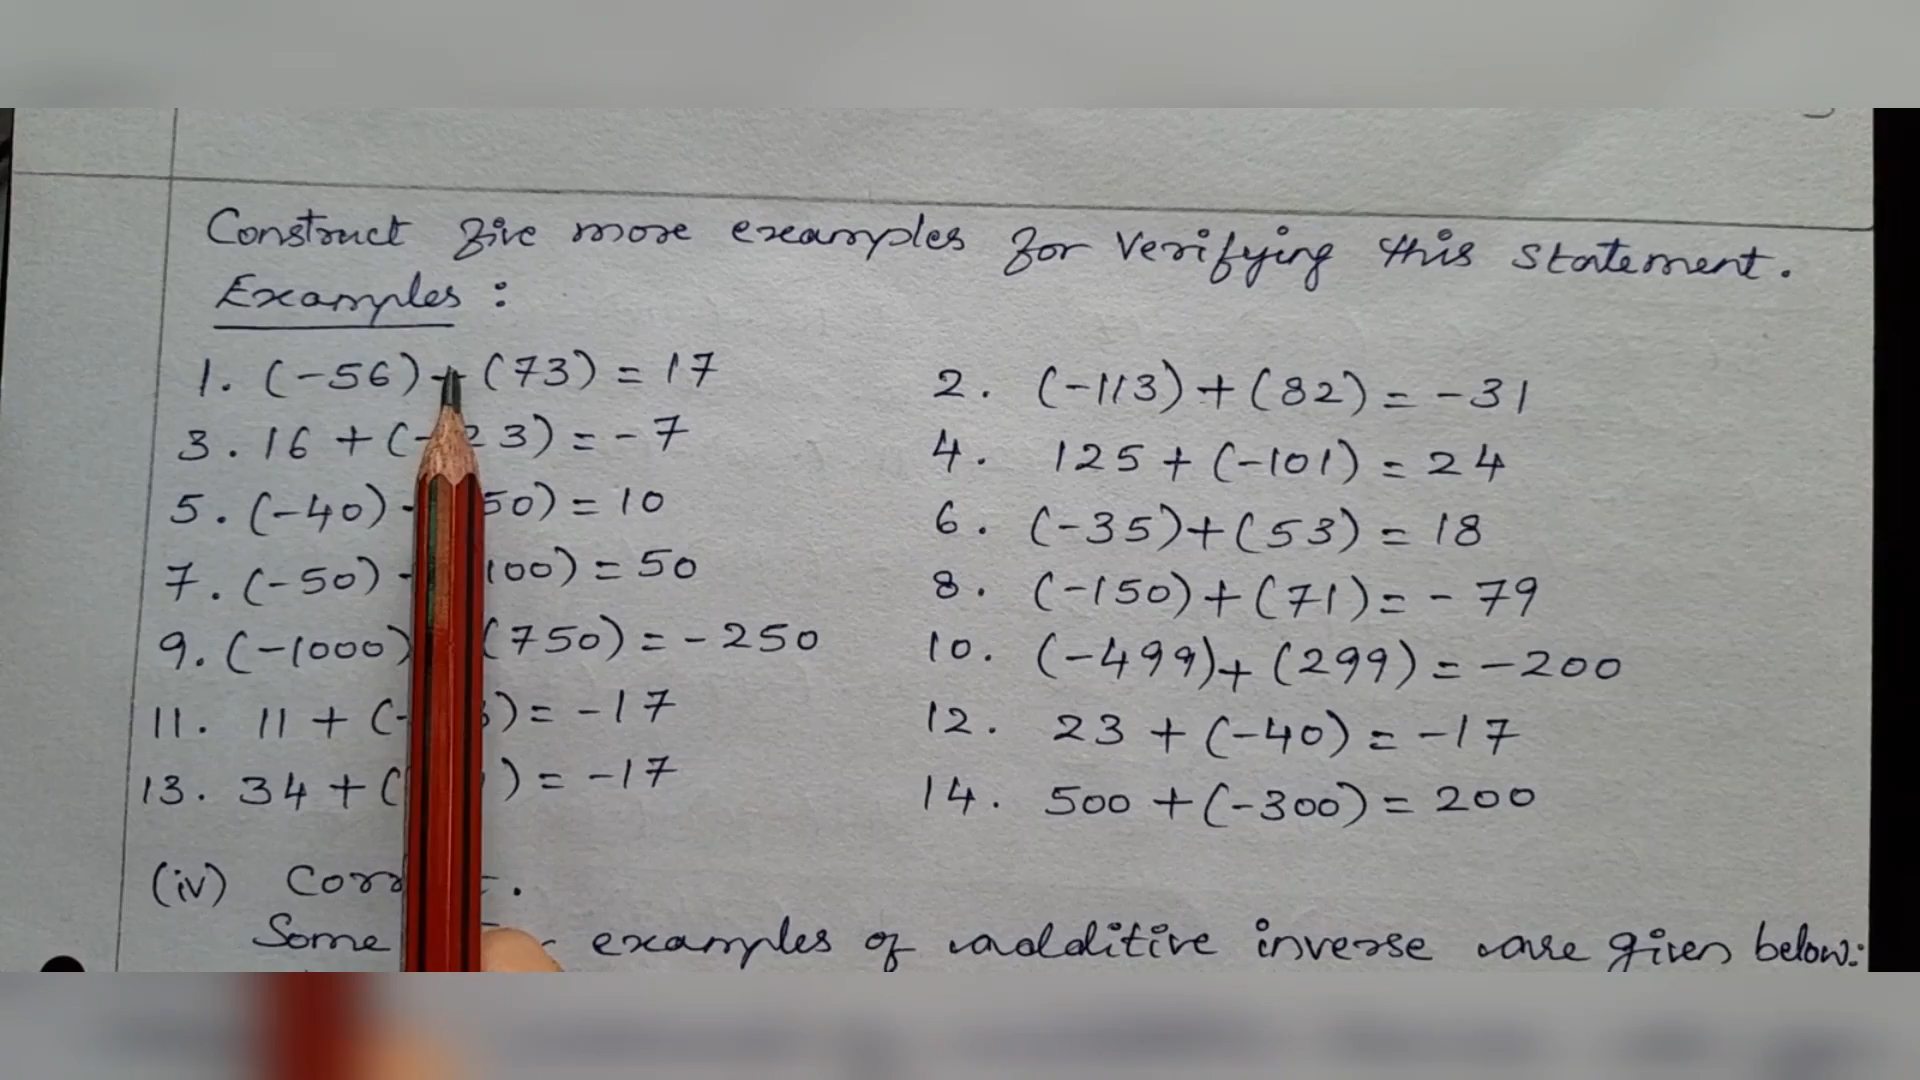 Construct five more examples for verifying this statement.
Examples :
1. (-56) + (73) = 17
2. (-113) + (82) = -31
3. 16 + (-23) = -7
4. 125 + (-101) = 24
5. (-40) 50) = 10
6. (-35) + (53) = 18
7. (-50) 100) = 50
8. (-150) + (71) = -79
9. (-1000) (750) = -250
10. (-499) + (299) = -200
11. 11 + (- ) = -17
12. 23 + (-40) = -17
13. 34 + ( ) = -17
14. 500 + (-300) = 200
(iv)
Some examples of additive inverse are given below: